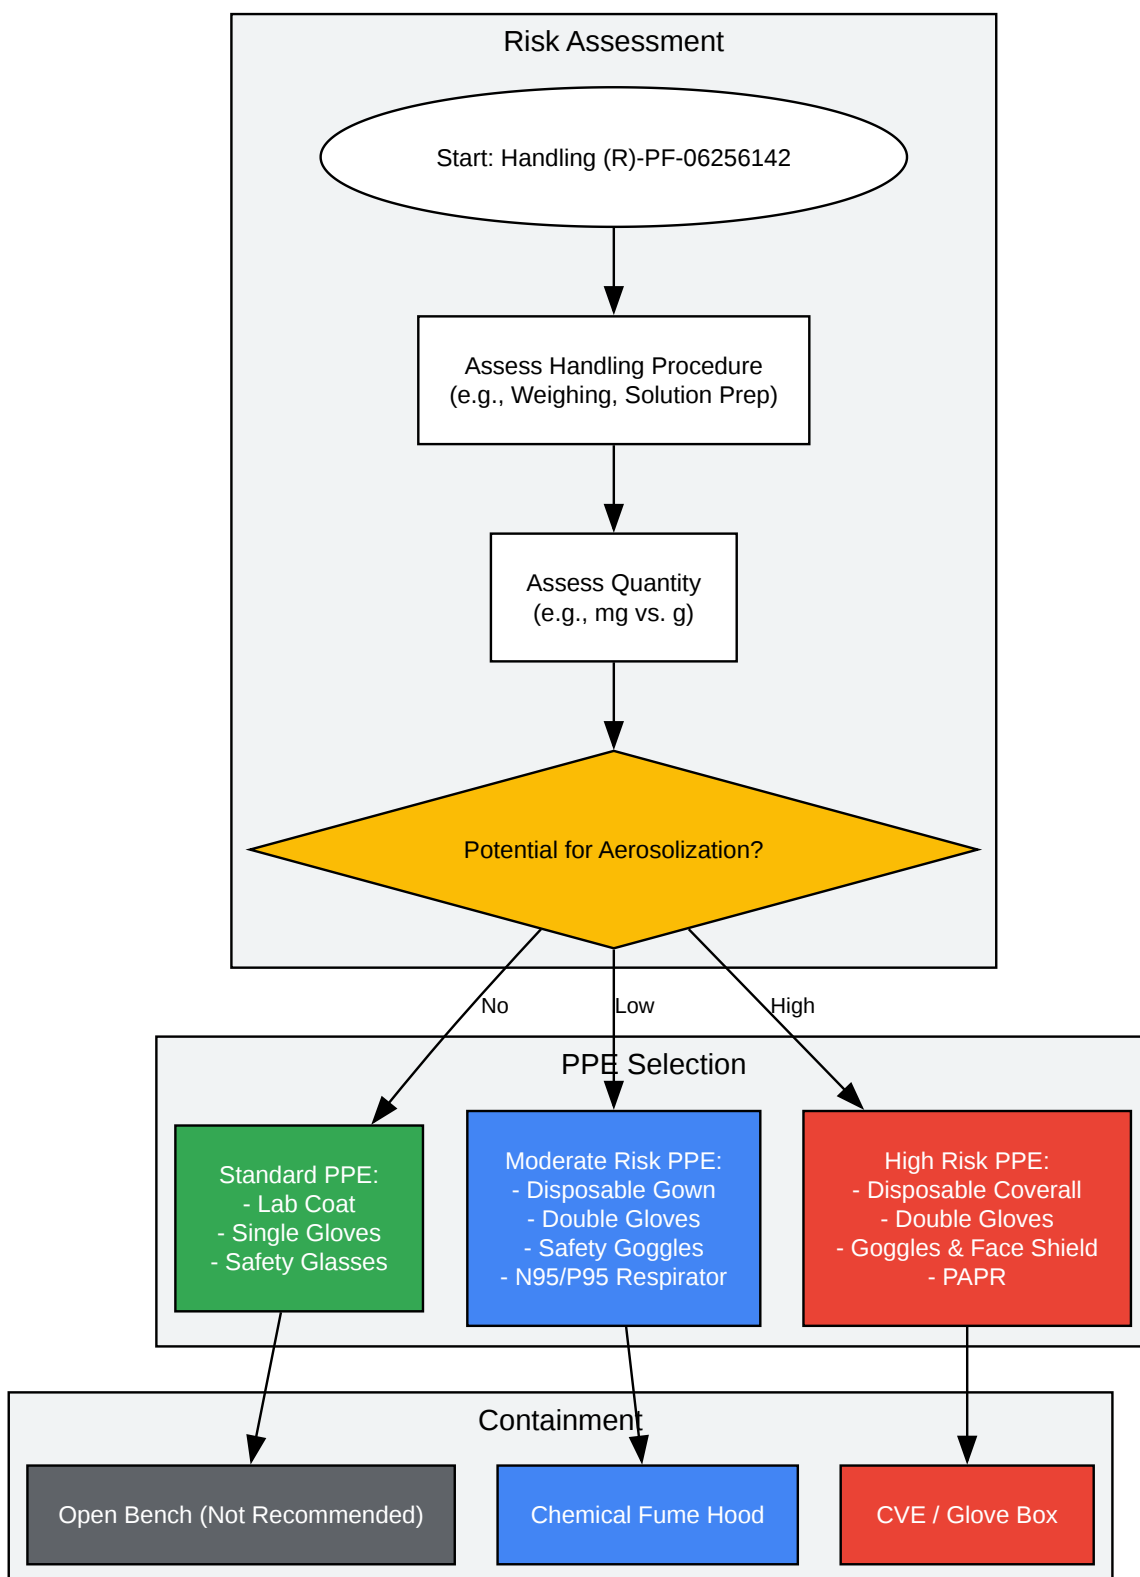 Risk Assessment
Start: Handling (R)-PF-06256142
Assess Handling Procedure
(e.g., Weighing, Solution Prep)
Assess Quantity
(e.g., mg vs. g)
Potential for Aerosolization?
No
Low
High
PPE Selection
Standard PPE:
- Lab Coat
- Single Gloves
- Safety Glasses
Moderate Risk PPE:
- Disposable Gown
- Double Gloves
- Safety Goggles
- N95/P95 Respirator
High Risk PPE:
- Disposable Coverall
- Double Gloves
- Goggles & Face Shield
- PAPR
Containment
Open Bench (Not Recommended)
Chemical Fume Hood
CVE / Glove Box